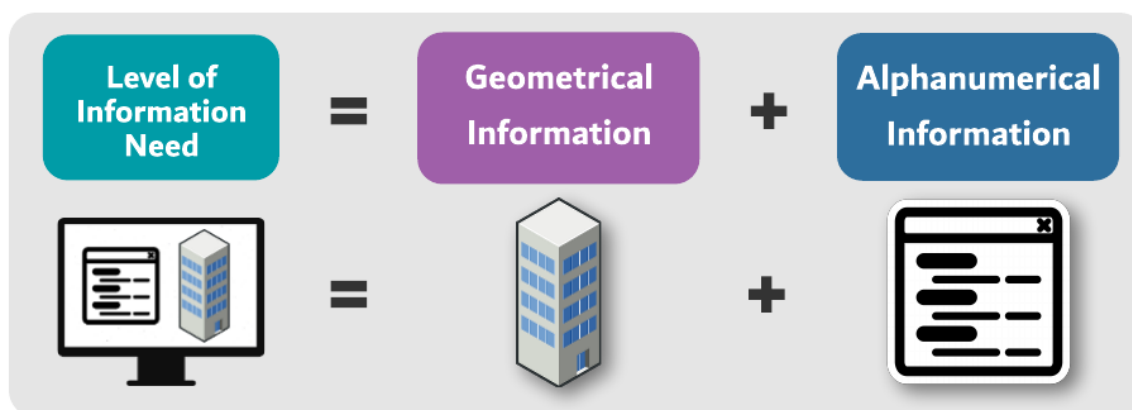 Level of
Information
Need
=
Geometrical
Information
+
Alphanumerical
Information
=
+